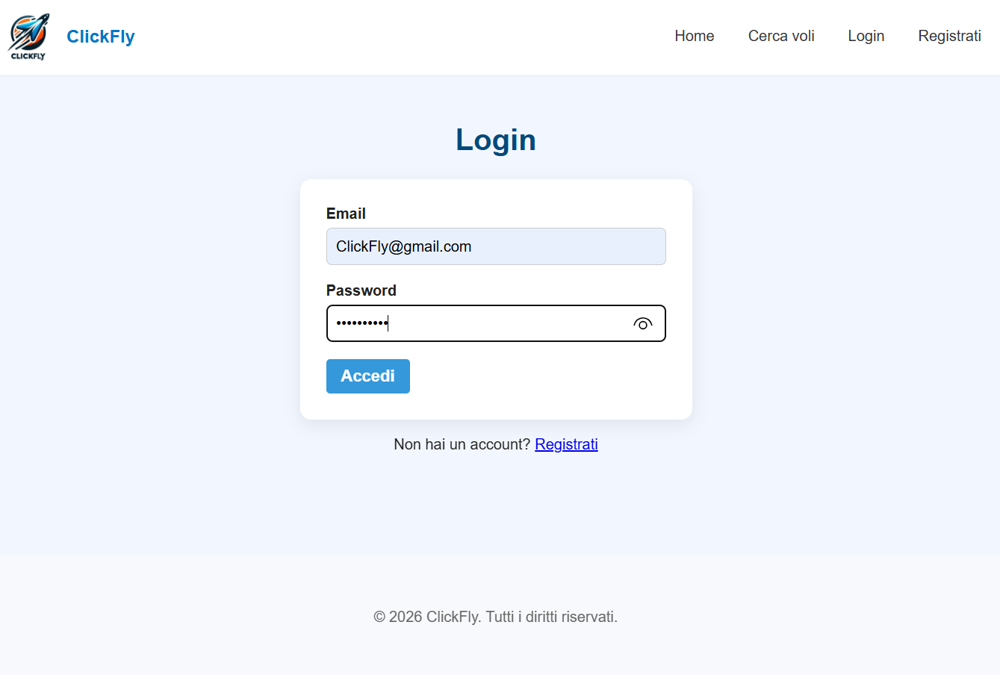 CLICKFLY
ClickFly
Home
Cerca voli
Login
Registrati
Login
Email
ClickFly@gmail.com
Password
••••••••••
Accedi
Non hai un account? Registrati
© 2026 ClickFly. Tutti i diritti riservati.